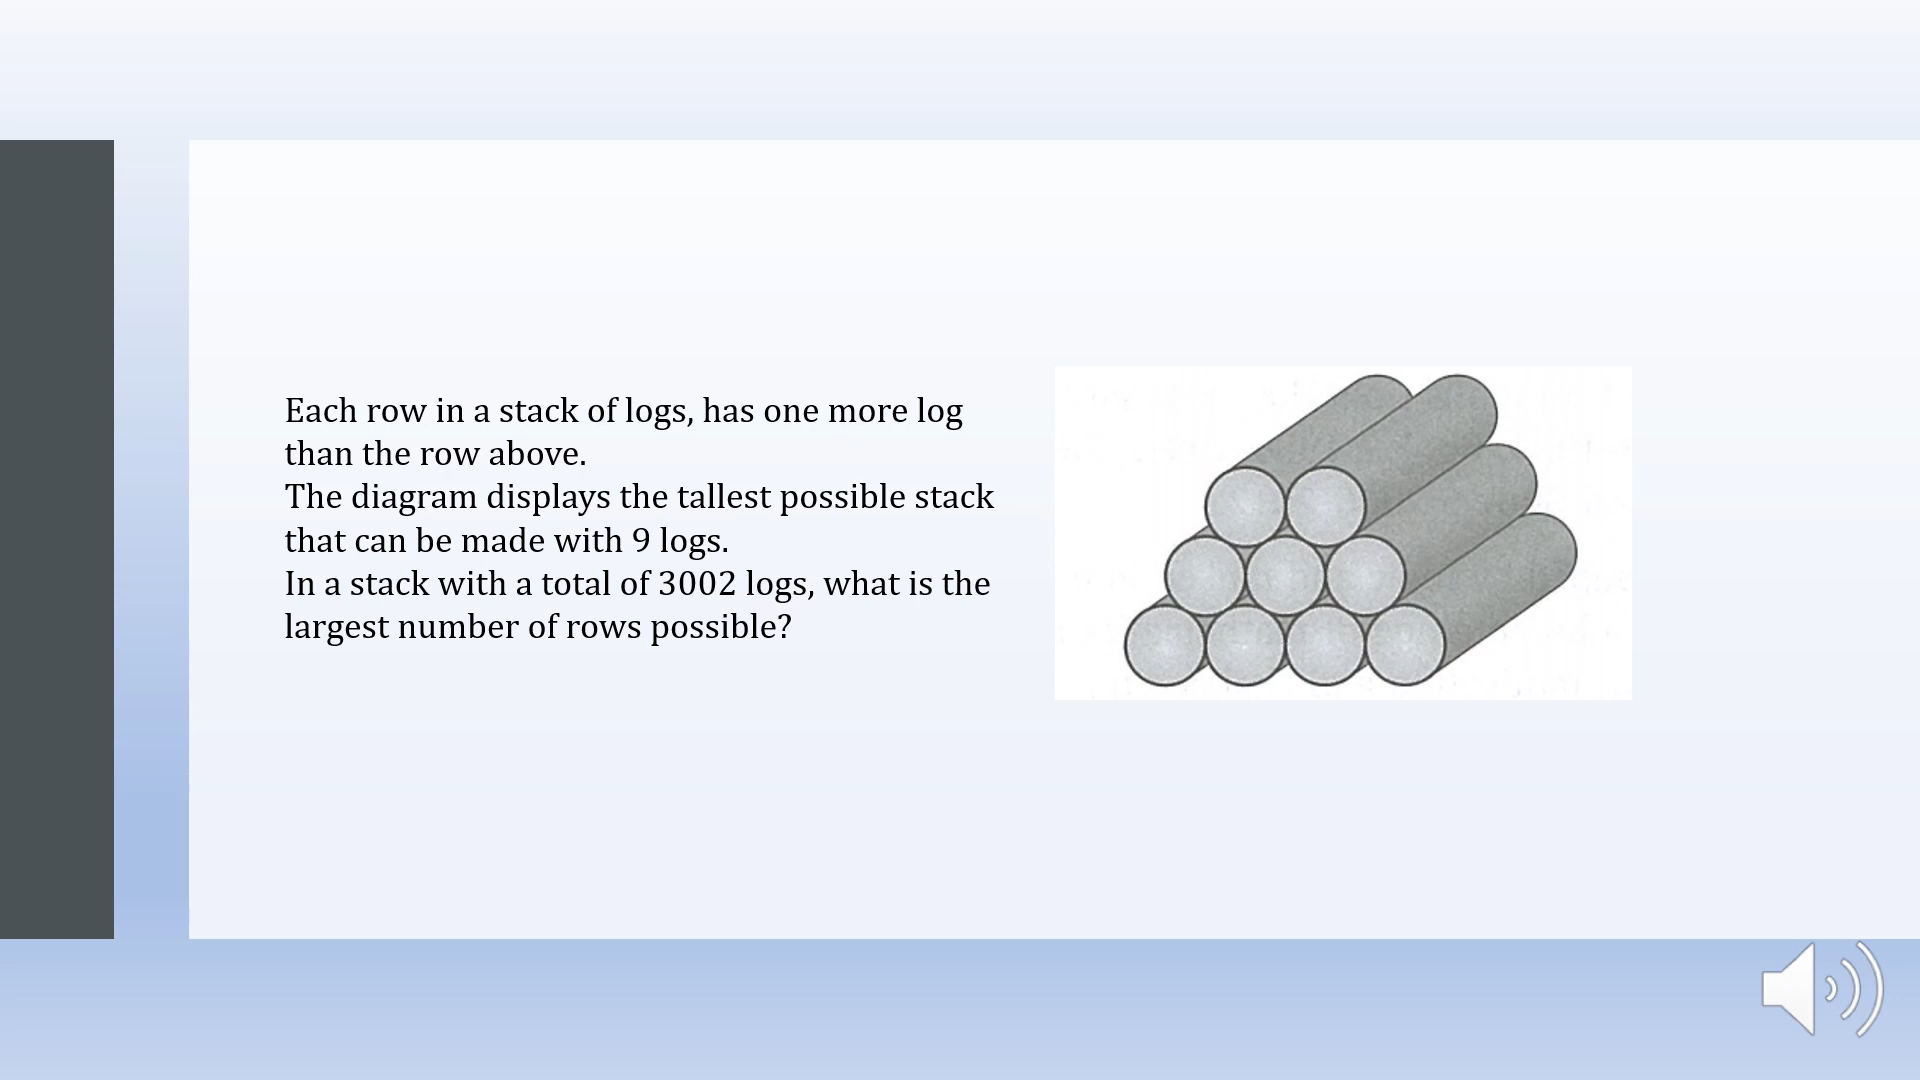 Each row in a stack of logs, has one more log
than the row above.
The diagram displays the tallest possible stack
that can be made with 9 logs.
In a stack with a total of 3002 logs, what is the
largest number of rows possible?